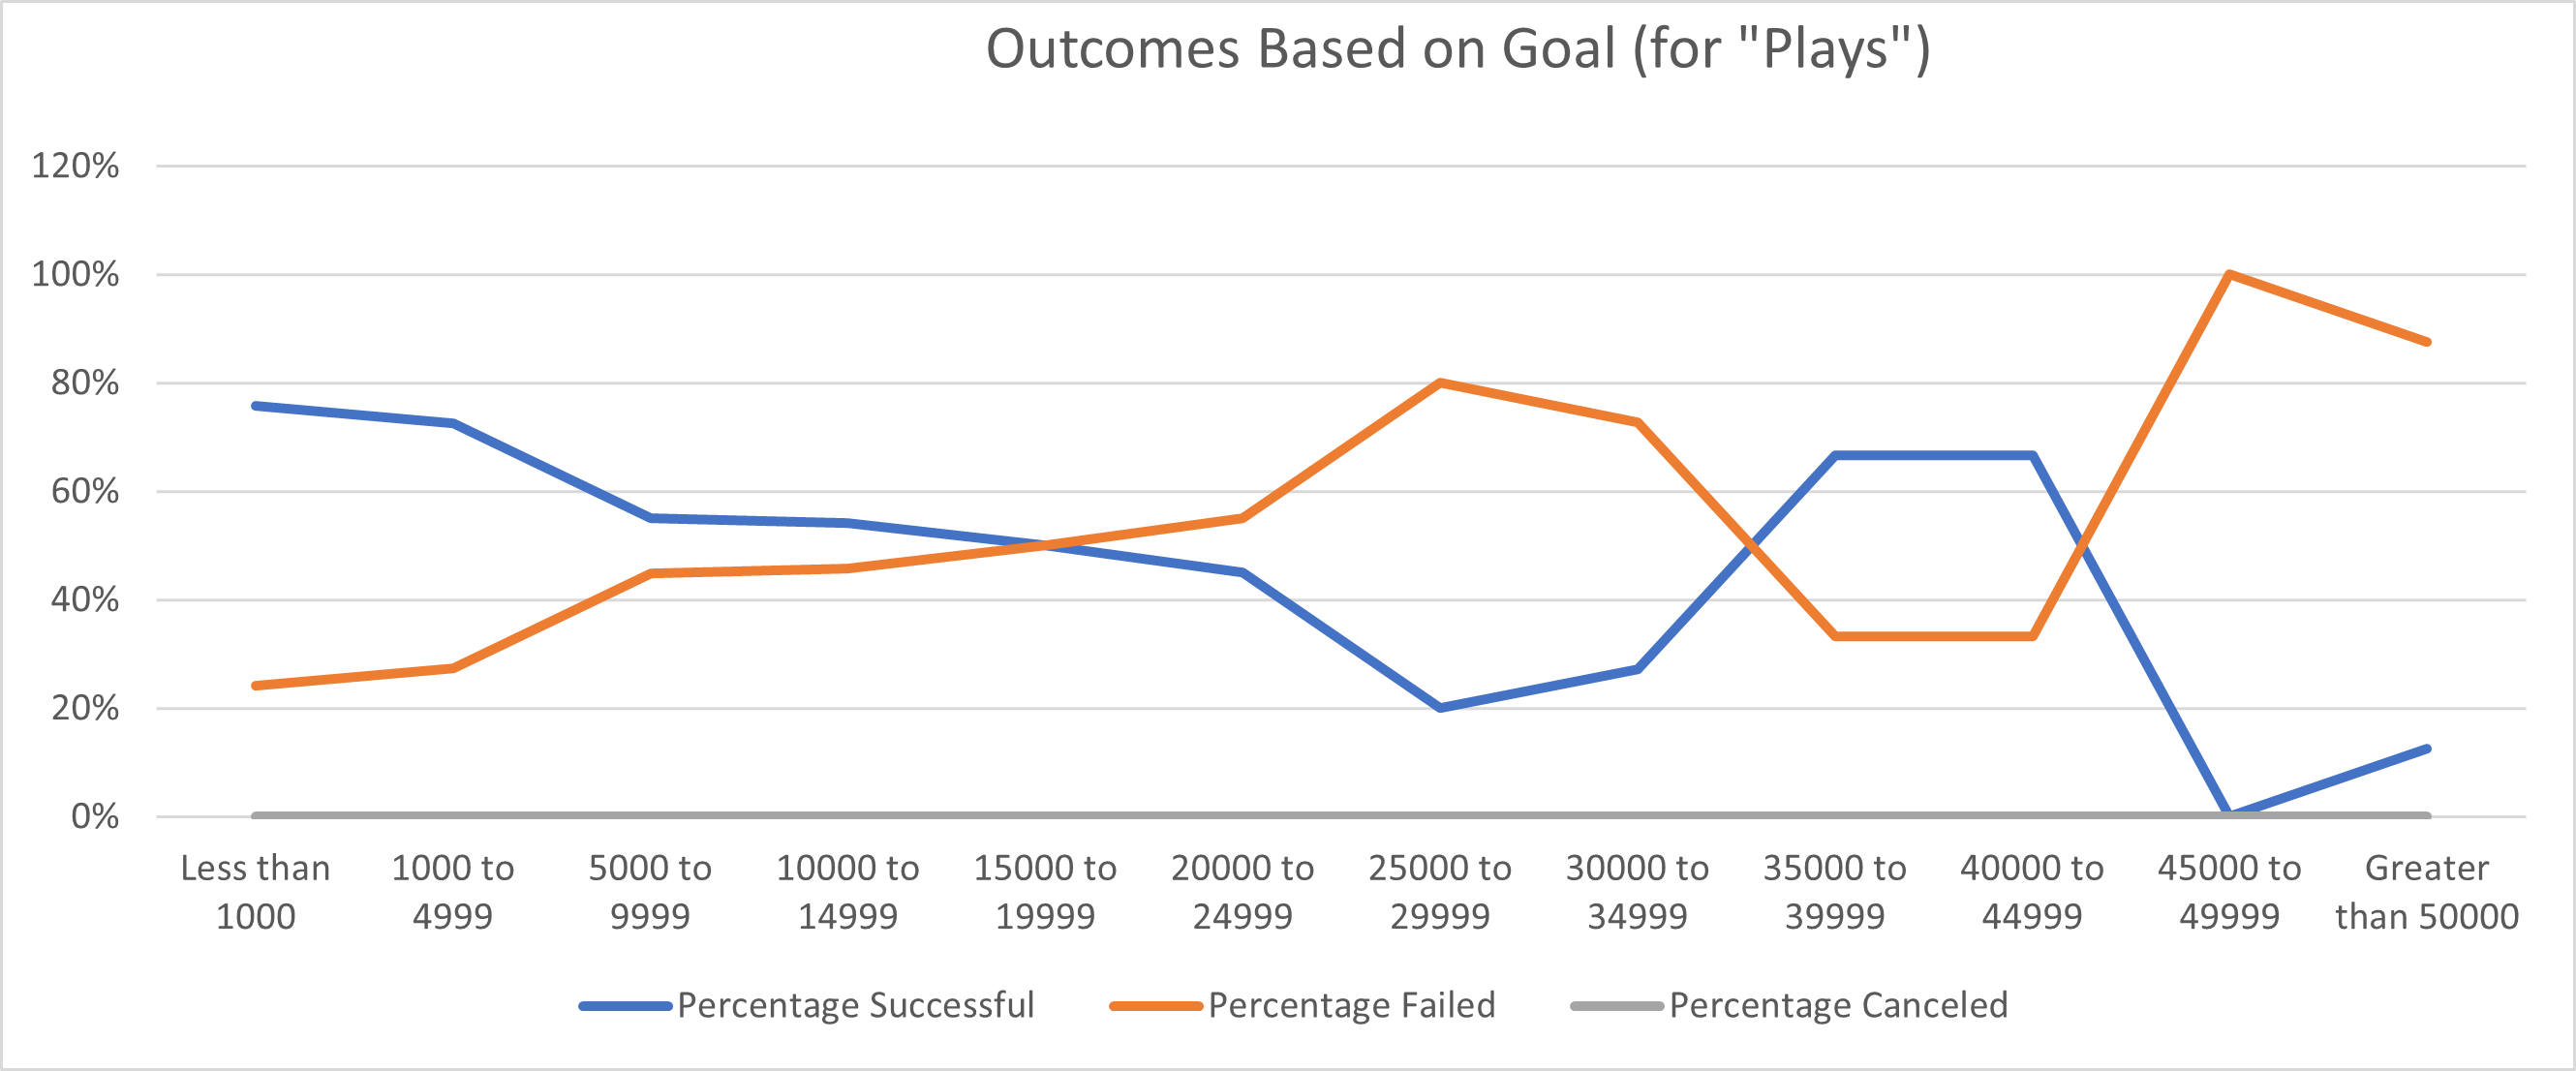 Outcomes Based on Goal (for "Plays")
120%
100%
80%
60%
40%
20%
0%
Less than 1000 to 5000 to 10000 to 15000 to 20000 to 25000 to 30000 to 35000 to 40000 to 45000 to Greater
1000 4999 9999 14999 19999 24999 29999 34999 39999 44999 49999 than 50000
Percentage Successful Percentage Failed Percentage Canceled